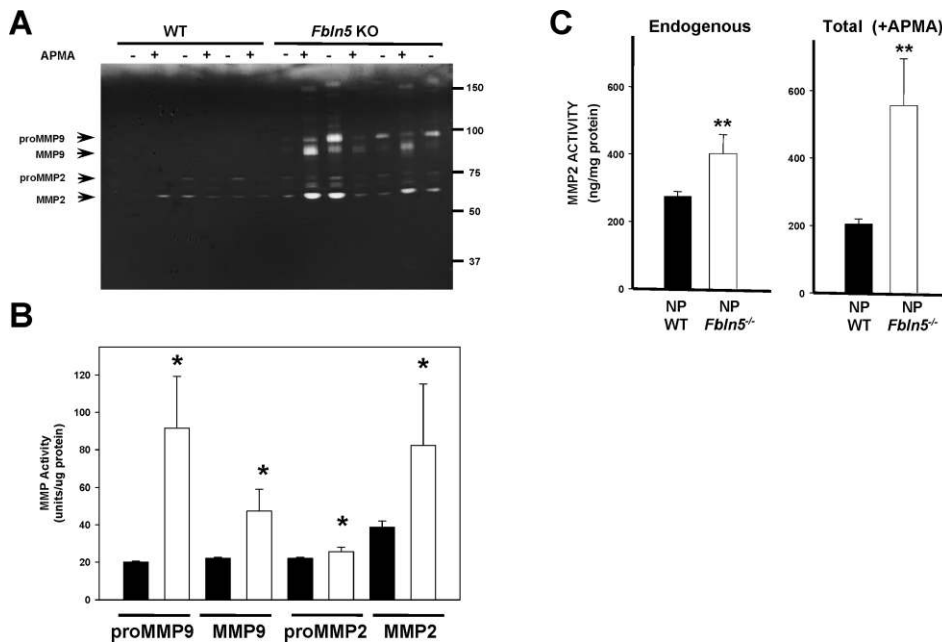 A
WT Fbln5 KO
APMA - + - + - + - + - + - + -
150
proMMP9 100
MMP9
proMMP2 75
MMP2
50
37
B
MMP Activity
(units/ug protein)
120
100
80
60
40
20
0
* * * *
proMMP9 MMP9 proMMP2 MMP2
C
Endogenous Total (+APMA)
MMP2 ACTIVITY
(ng/mg protein)
600
400
200
0
**
NP NP
WT Fbln5-/-
600
400
200
0
**
NP NP
WT Fbln5-/-